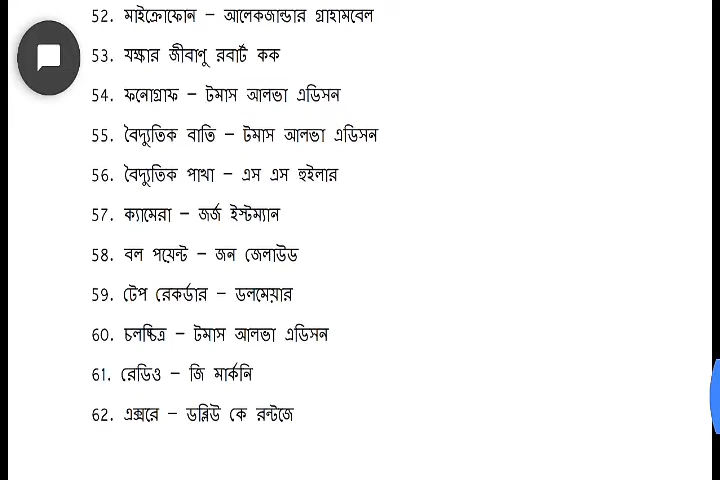 52. মাইক্রোফোন – আলেকজান্ডার গ্রাহামবেল
53. যক্ষার জীবাণু রবার্ট কক
54. ফনোগ্রাফ – টমাস আলভা এডিসন
55. বৈদ্যুতিক বাতি – টমাস আলভা এডিসন
56. বৈদ্যুতিক পাখা – এস এস হুইলার
57. ক্যামেরা – জর্জ ইস্টম্যান
58. বল পয়েন্ট – জন জেলাউড
59. টেপ রেকর্ডার – ডলমেয়ার
60. চলচ্চিত্র – টমাস আলভা এডিসন
61. রেডিও – জি মার্কনি
62. এক্সরে – ডব্লিউ কে রন্টজে